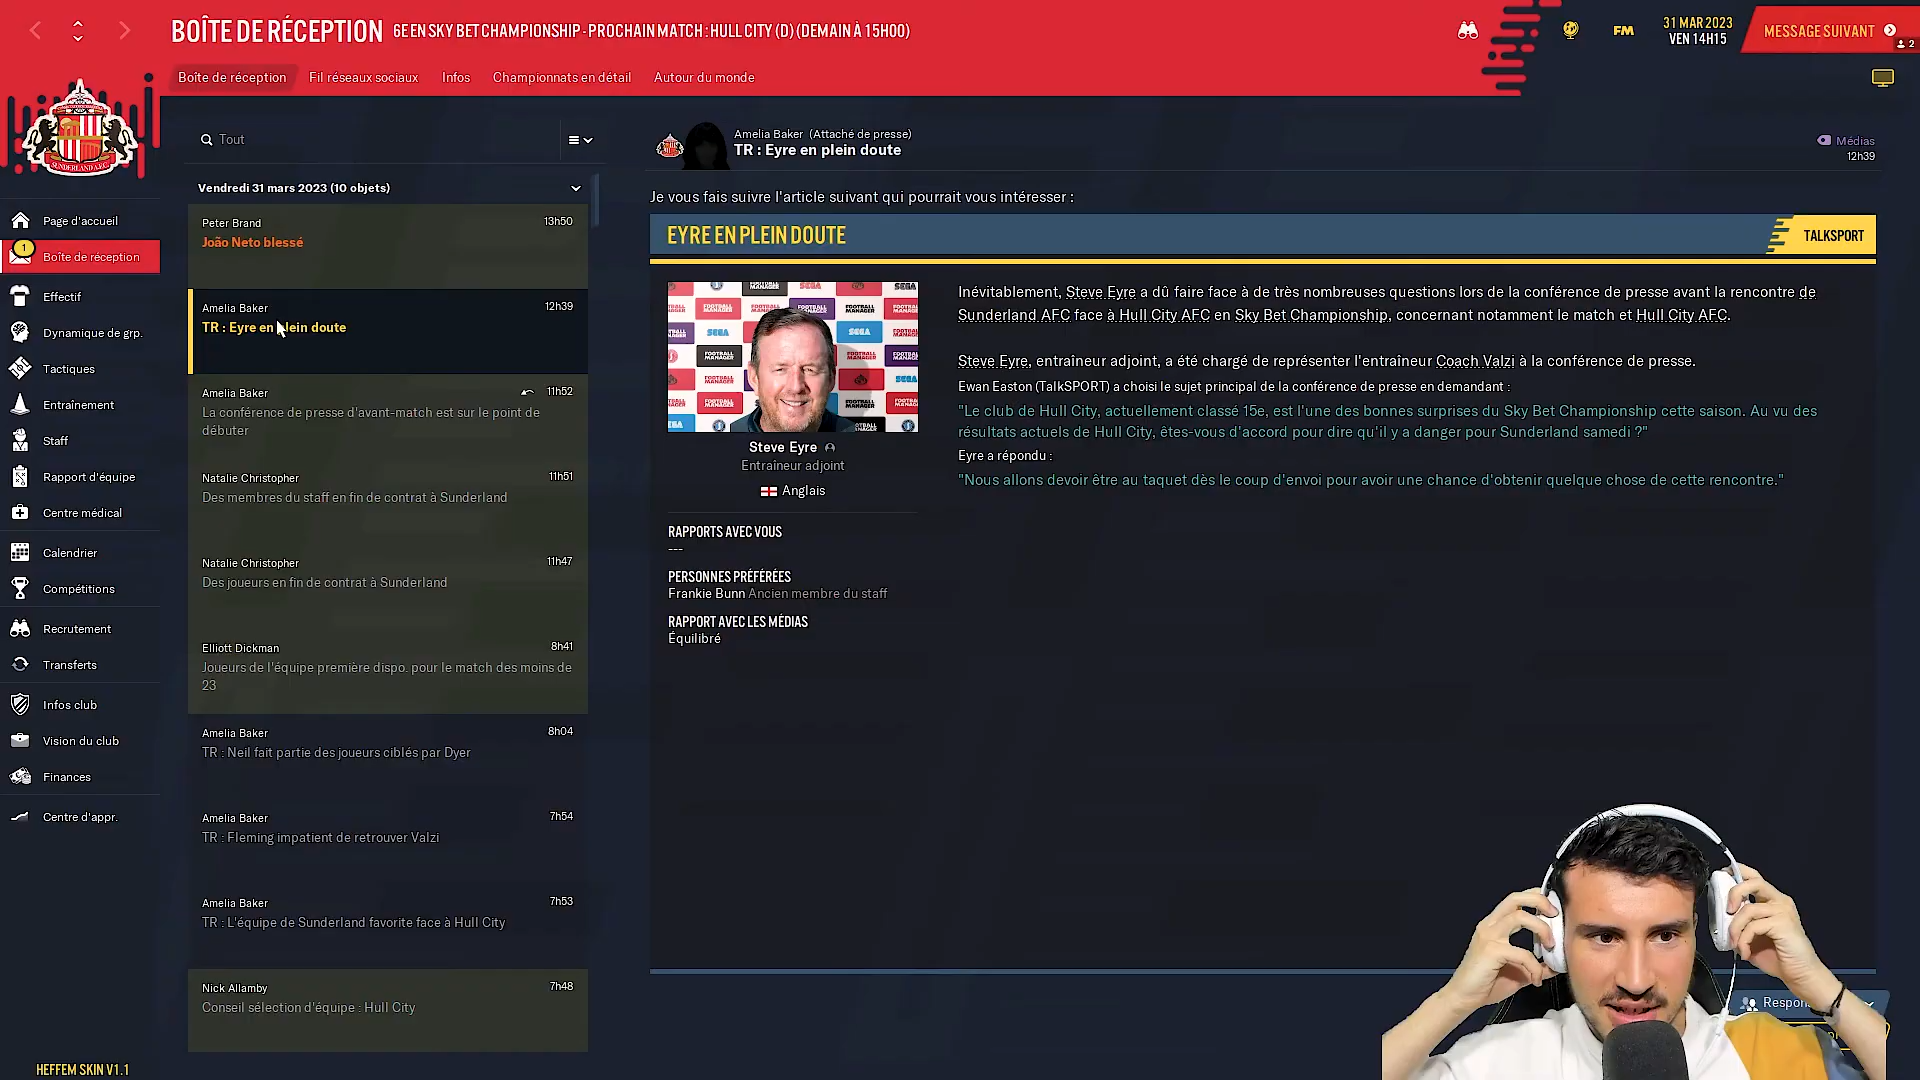 BOÎTE DE RÉCEPTION
6E EN SKY BET CHAMPIONSHIP - PROCHAIN MATCH : HULL CITY (D) (DEMAIN À 15H00)
FM
31 MAR 2023
VEN 14H15
MESSAGE SUIVANT
2
Boîte de réception
Fil réseaux sociaux
Infos
Championnats en détail
Autour du monde
SUNDERLAND A.F.C.
Page d'accueil
1
Boîte de réception
Effectif
Dynamique de grp.
Tactiques
Entraînement
Staff
Rapport d'équipe
Centre médical
Calendrier
Compétitions
Recrutement
Transferts
Infos club
Vision du club
Finances
Centre d'appr.
HEFFEM SKIN V1.1
Tout
Vendredi 31 mars 2023 (10 objets)
Peter Brand
13h50
João Neto blessé
Amelia Baker
12h39
TR : Eyre en plein doute
Amelia Baker
11h52
La conférence de presse d'avant-match est sur le point de
débuter
Natalie Christopher
11h51
Des membres du staff en fin de contrat à Sunderland
Natalie Christopher
11h47
Des joueurs en fin de contrat à Sunderland
Elliott Dickman
8h41
Joueurs de l'équipe première dispo. pour le match des moins de
23
Amelia Baker
8h04
TR : Neil fait partie des joueurs ciblés par Dyer
Amelia Baker
7h54
TR : Fleming impatient de retrouver Valzi
Amelia Baker
7h53
TR : L'équipe de Sunderland favorite face à Hull City
Nick Allamby
7h48
Conseil sélection d'équipe : Hull City
Amelia Baker (Attaché de presse)
TR : Eyre en plein doute
Médias
12h39
Je vous fais suivre l'article suivant qui pourrait vous intéresser :
EYRE EN PLEIN DOUTE
TALKSPORT
SEGA
FOOTBALL MANAGER
Steve Eyre
Entraîneur adjoint
Anglais
RAPPORTS AVEC VOUS
---
PERSONNES PRÉFÉRÉES
Frankie Bunn Ancien membre du staff
RAPPORT AVEC LES MÉDIAS
Équilibré
Inévitablement, Steve Eyre a dû faire face à de très nombreuses questions lors de la conférence de presse avant la rencontre de
Sunderland AFC face à Hull City AFC en Sky Bet Championship, concernant notamment le match et Hull City AFC.
Steve Eyre, entraîneur adjoint, a été chargé de représenter l'entraîneur Coach Valzi à la conférence de presse.
Ewan Easton (TalkSPORT) a choisi le sujet principal de la conférence de presse en demandant :
"Le club de Hull City, actuellement classé 15e, est l'une des bonnes surprises du Sky Bet Championship cette saison. Au vu des
résultats actuels de Hull City, êtes-vous d'accord pour dire qu'il y a danger pour Sunderland samedi ?"
Eyre a répondu :
"Nous allons devoir être au taquet dès le coup d'envoi pour avoir une chance d'obtenir quelque chose de cette rencontre."